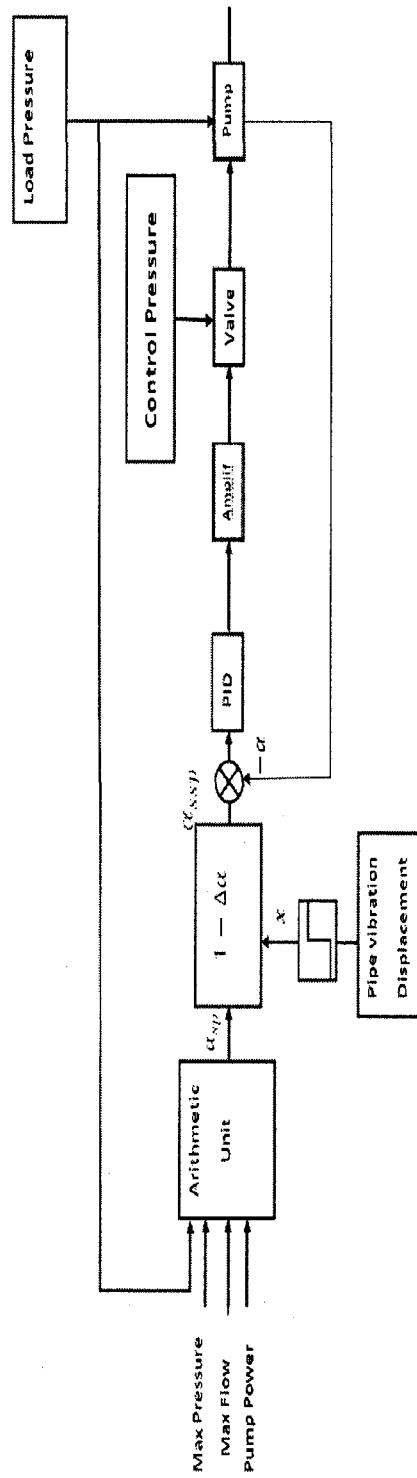 Max Pressure
Max Flow
Pump Power
Arithmetic
Unit
α_sp
1 − Δα
x
Pipe vibration
Displacement
α_ssp
−α
PID
Amplif
Valve
Control Pressure
Pump
Load Pressure